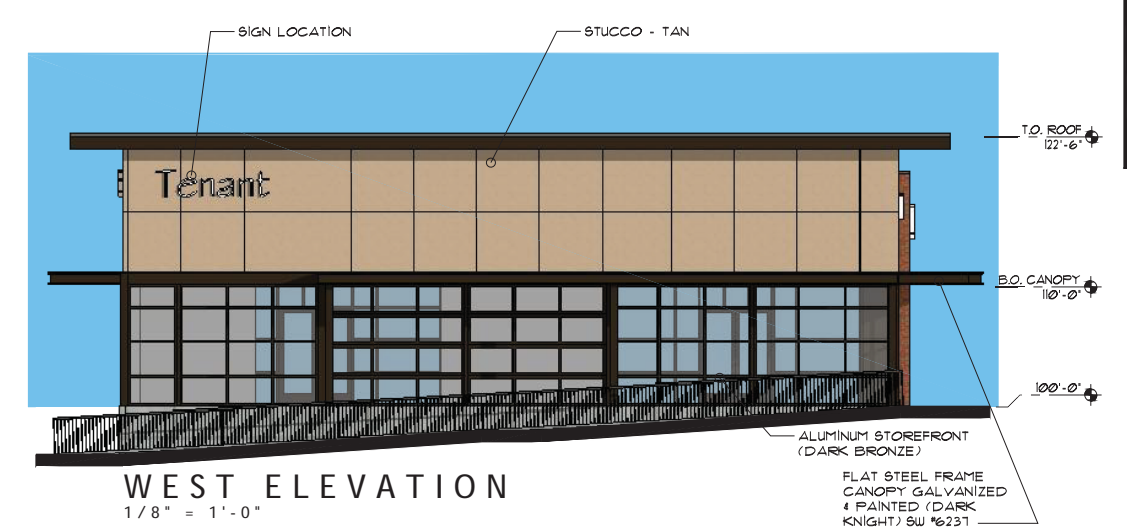 SIGN LOCATION
STUCCO - TAN
T.O. ROOF
122'-6"
Tenant
B.O. CANOPY
110'-0"
100'-0"
ALUMINUM STOREFRONT
(DARK BRONZE)
FLAT STEEL FRAME
CANOPY GALVANIZED
& PAINTED (DARK
KNIGHT) SW #6237
WEST ELEVATION
1/8" = 1'-0"